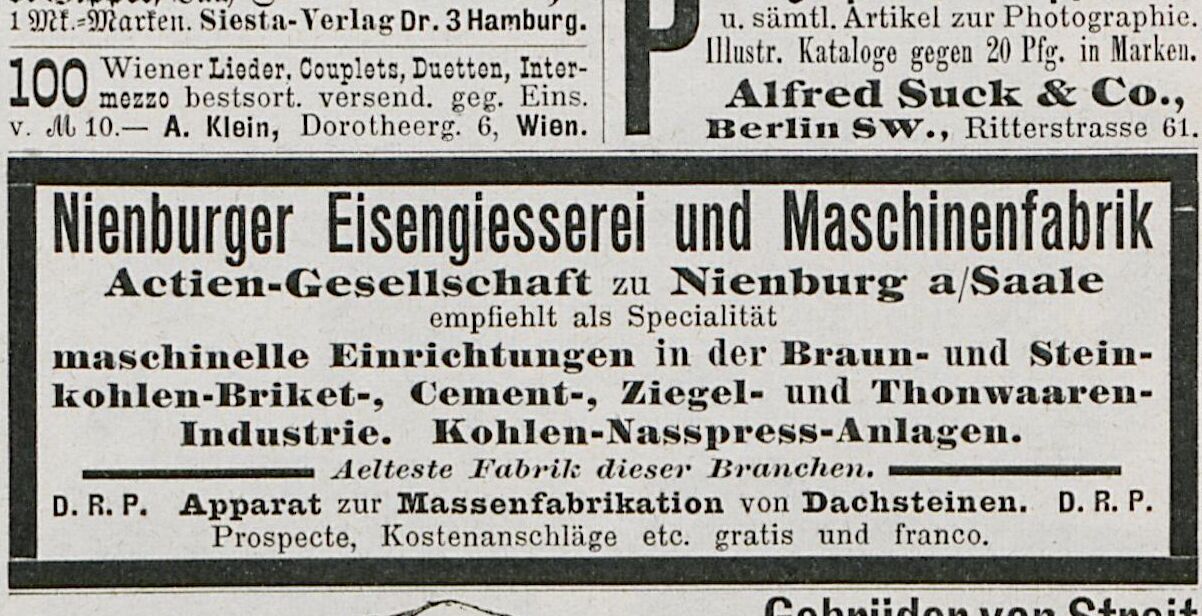 1 Mk.=Marken. Siesta-Verlag Dr. 3 Hamburg.
100 Wiener Lieder, Couplets, Duetten, Inter-
mezzo bestsort. versend. geg. Eins.
v. M 10.— A. Klein, Dorotheerg. 6, Wien.
P
u. sämtl. Artikel zur Photographie.
Illustr. Kataloge gegen 20 Pfg. in Marken.
Alfred Suck & Co.,
Berlin SW., Ritterstrasse 61.
Nienburger Eisengiesserei und Maschinenfabrik
Actien-Gesellschaft zu Nienburg a/Saale
empfiehlt als Specialität
maschinelle Einrichtungen in der Braun- und Stein-
kohlen-Briket-, Cement-, Ziegel- und Thonwaaren-
Industrie. Kohlen-Nasspress-Anlagen.
Aelteste Fabrik dieser Branchen.
D. R. P. Apparat zur Massenfabrikation von Dachsteinen. D. R. P.
Prospecte, Kostenanschläge etc. gratis und franco.